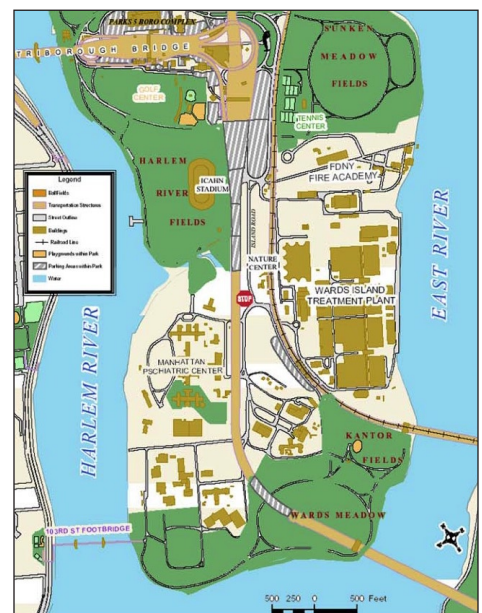 PARKS 5 BORO COMPLEX
TRIBOROUGH BRIDGE
SUNKEN
MEADOW
FIELDS
GOLF
CENTER
TENNIS
CENTER
HARLEM
RIVER
FIELDS
ICAHN
STADIUM
FDNY
FIRE ACADEMY
ISLAND ROAD
NATURE
CENTER
Legend
Ballfields
Transportation Structures
Street Outline
Buildings
Railroad Line
Playgrounds within Park
Parking Areas within Park
Water
EAST RIVER
STOP
WARDS ISLAND
TREATMENT PLANT
MANHATTAN
PSCHIATRIC CENTER
HARLEM RIVER
KANTOR
FIELDS
WARDS MEADOW
103RD ST FOOTBRIDGE
500 250 0 500 Feet